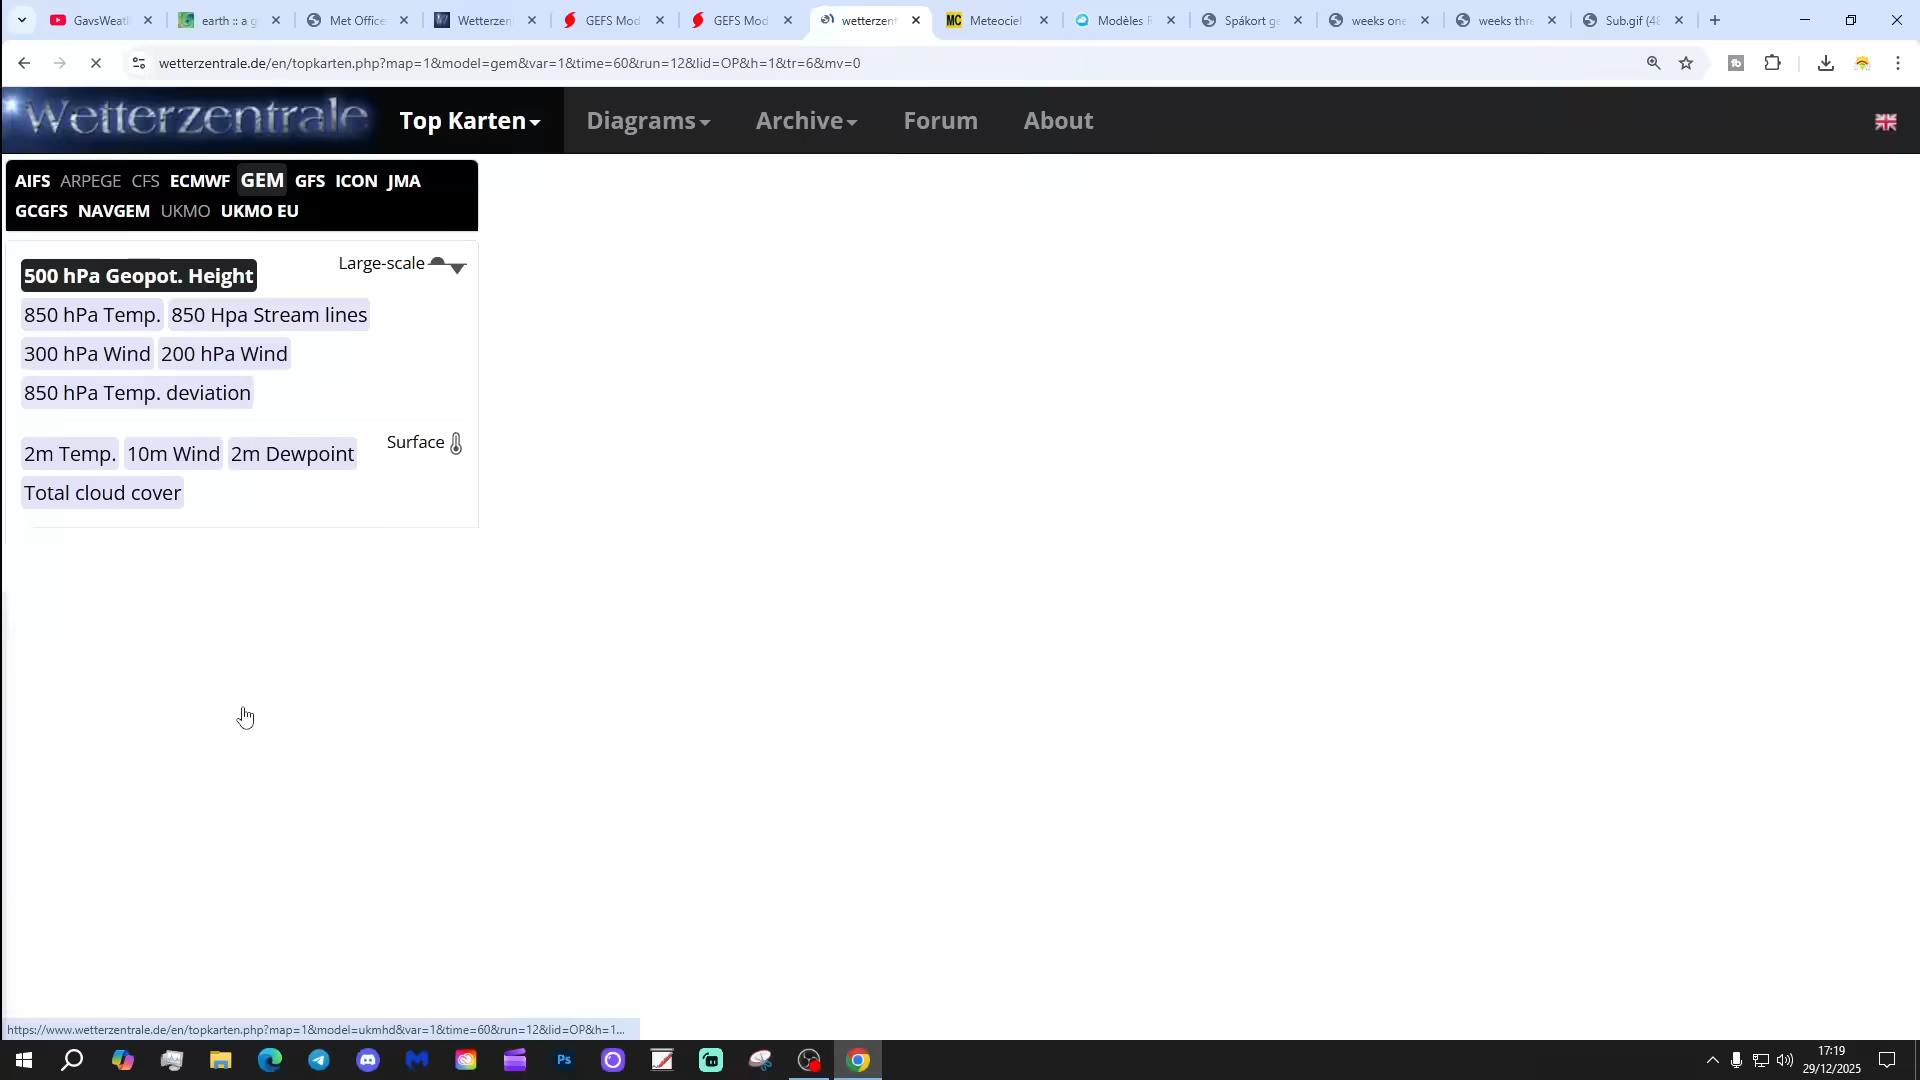 GavsWeat
earth :: a g
Met Office
Wetterzen
GEFS Mod
GEFS Mod
wetterzent
MC Meteociel
Modèles
Spákort g
weeks one
weeks thre
Sub.gif (48
wetterzentrale.de/en/topkarten.php?map=1&model=gem&var=1&time=60&run=12&lid=OP&h=1&tr=6&mv=0
Wetterzentrale
Top Karten
Diagrams
Archive
Forum
About
AIFS ARPEGE CFS ECMWF GEM GFS ICON JMA
GCGFS NAVGEM UKMO UKMO EU
Large-scale
500 hPa Geopot. Height
850 hPa Temp. 850 Hpa Stream lines
300 hPa Wind 200 hPa Wind
850 hPa Temp. deviation
Surface
2m Temp. 10m Wind 2m Dewpoint
Total cloud cover
https://www.wetterzentrale.de/en/topkarten.php?map=1&model=ukmhd&var=1&time=60&run=12&lid=OP&h=1...
Ps
17:19
29/12/2025